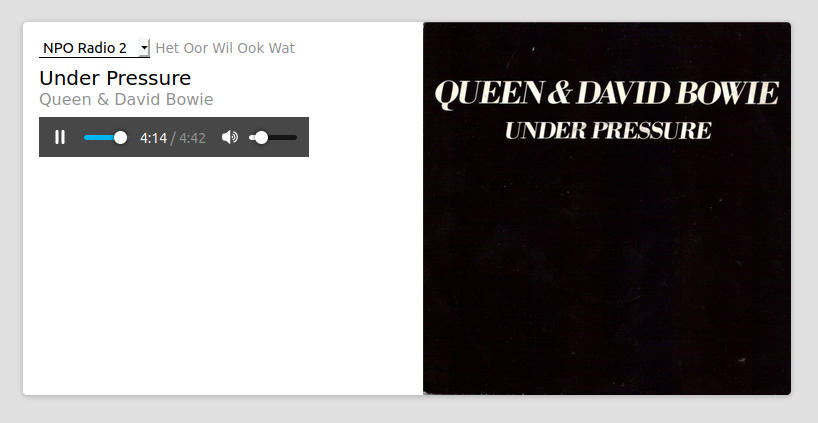 NPO Radio 2 Het Oor Wil Ook Wat
Under Pressure
Queen & David Bowie
4:14 / 4:42
QUEEN & DAVID BOWIE
UNDER PRESSURE